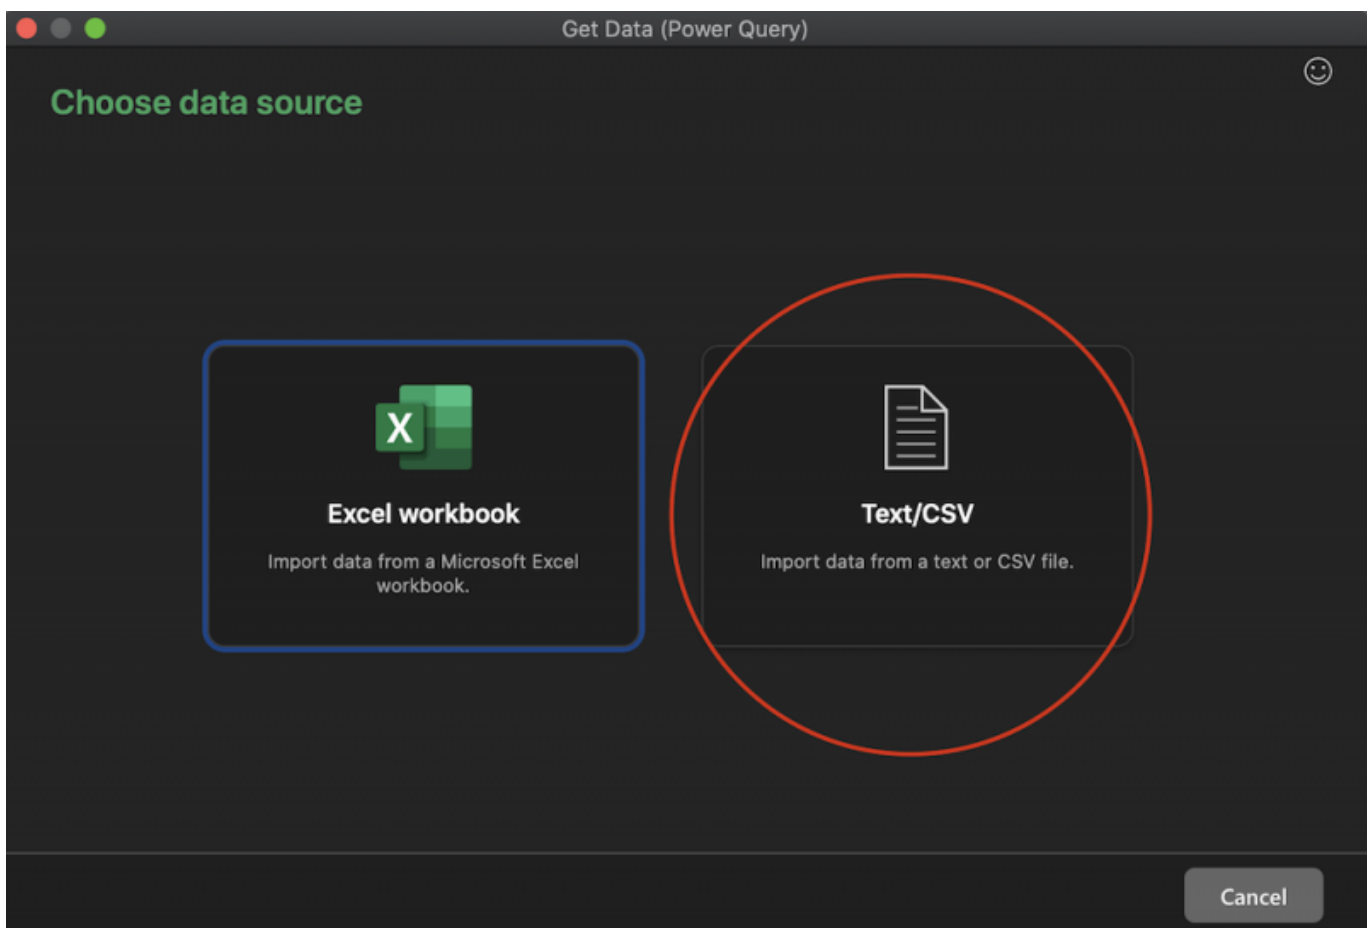 Get Data (Power Query)
Choose data source
X
Excel workbook
Import data from a Microsoft Excel
workbook.
Text/CSV
Import data from a text or CSV file.
Cancel